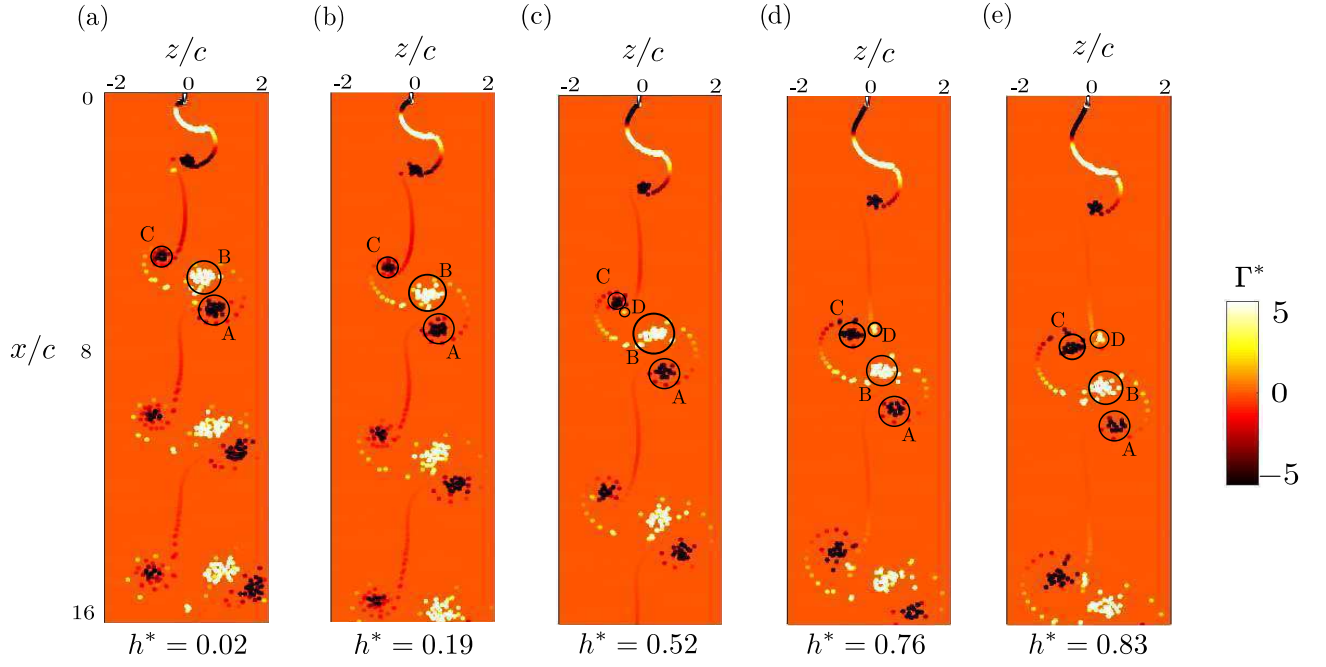 (a)
(b)
(c)
(d)
(e)
z/c
z/c
z/c
z/c
z/c
-2 0 2
-2 0 2
-2 0 2
-2 0 2
-2 0 2
0
x/c
8
16
C
B
A
C
B
A
C
D
B
A
C
D
B
A
C
D
B
A
Γ*
5
0
−5
h* = 0.02
h* = 0.19
h* = 0.52
h* = 0.76
h* = 0.83